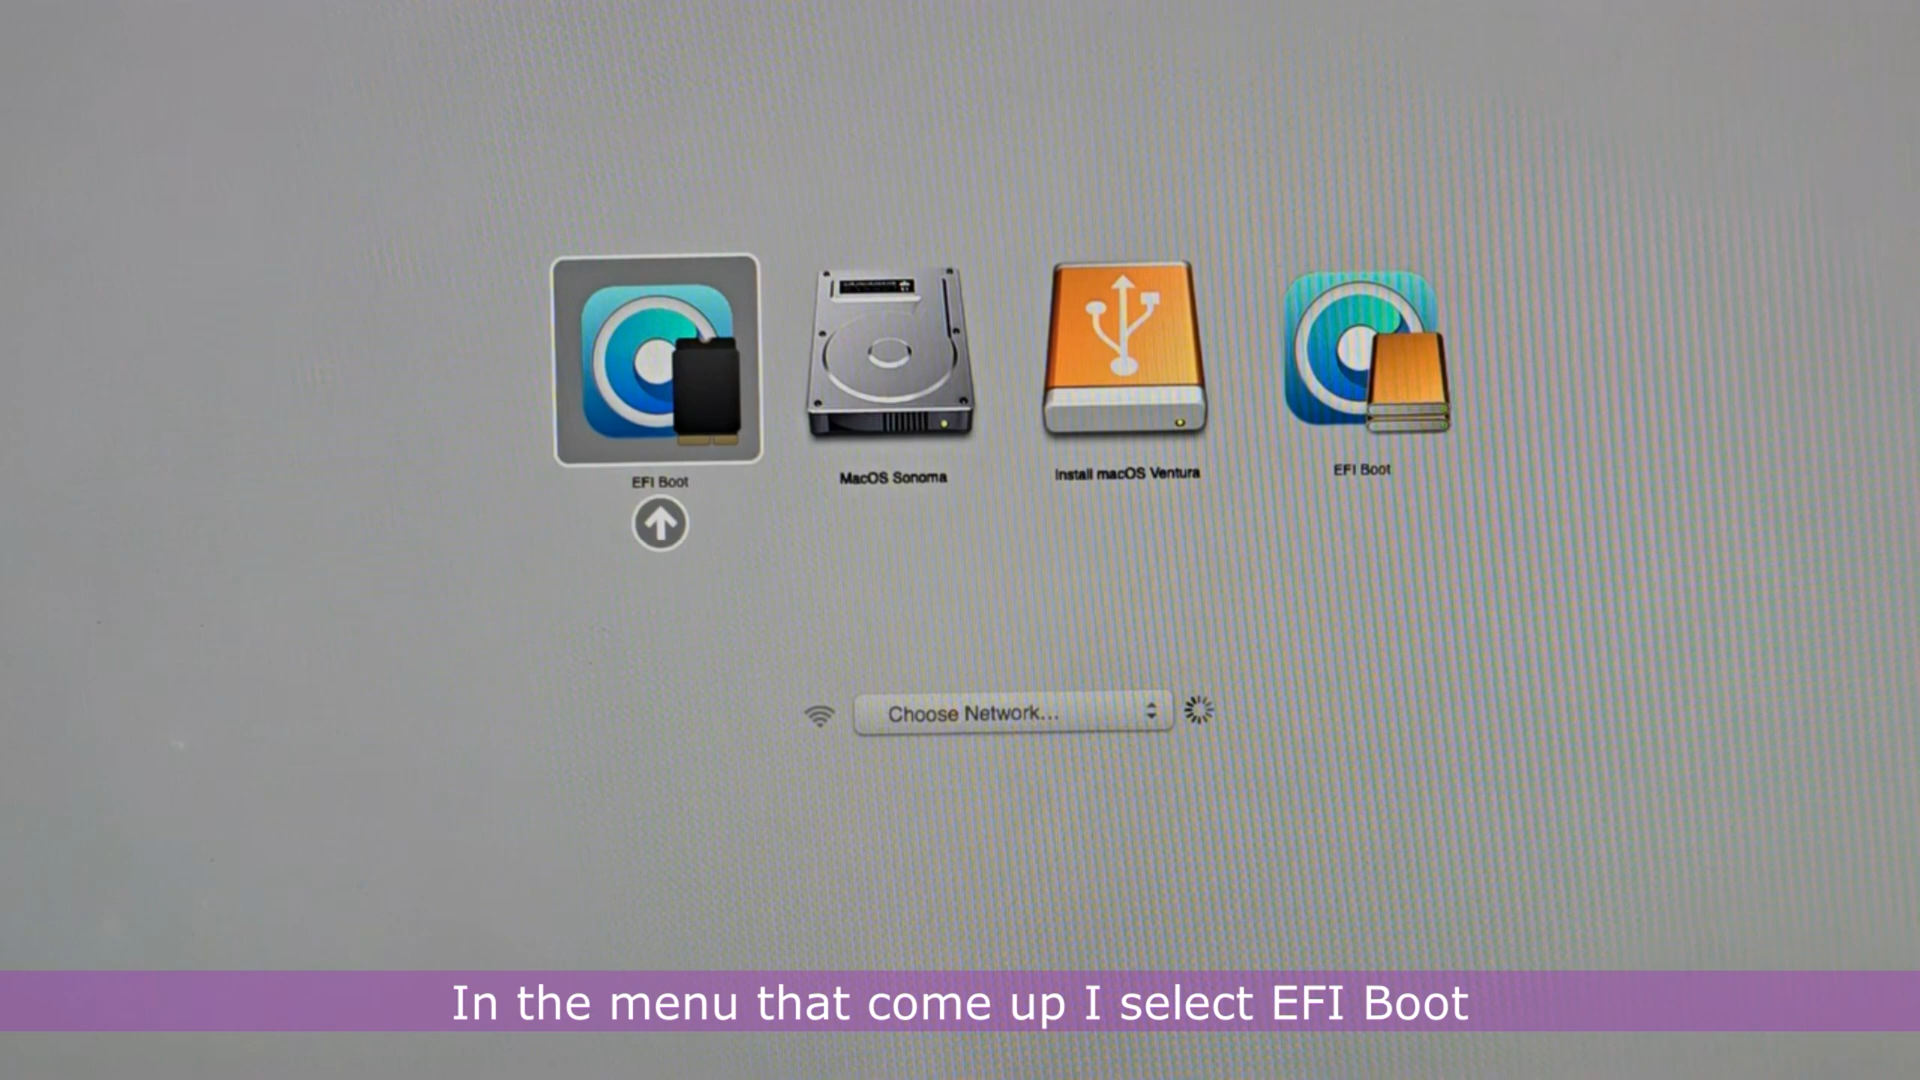 EFI Boot
MacOS Sonoma
Install macOS Ventura
EFI Boot
Choose Network...
In the menu that come up I select EFI Boot